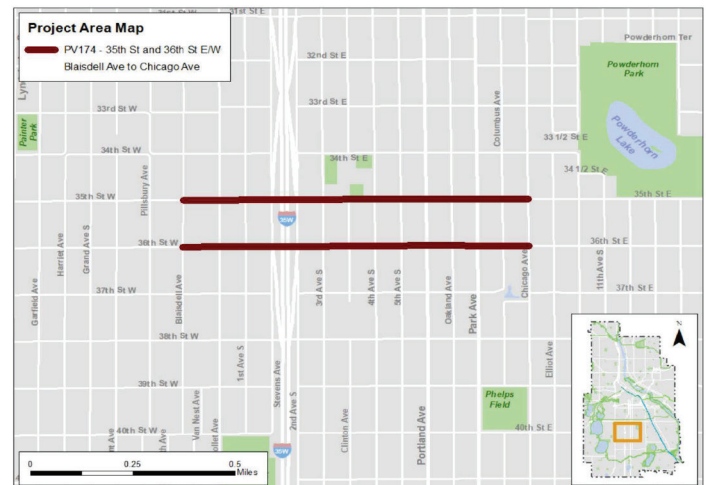 Project Area Map
PV174 - 35th St and 36th St E/W
Blaisdell Ave to Chicago Ave
31st St E
32nd St E
33rd St E
Powderhorn Ter
Powderhorn
Park
Powderhorn
Lake
Painter
Park
33rd St W
34th St W
34th St E
33 1/2 St E
34 1/2 St E
Columbus Ave
Pillsbury Ave
35th St W
35th St E
35W
36th St W
36th St E
Harriet Ave
Grand Ave S
Garfield Ave
Blaisdell Ave
37th St W
37th St E
3rd Ave S
4th Ave S
5th Ave S
Oakland Ave
Park Ave
Chicago Ave
11th Ave S
38th St W
1st Ave S
Stevens Ave
2nd Ave S
Elliot Ave
39th St W
Van Nest Ave
Clinton Ave
Portland Ave
Phelps
Field
40th St W
40th St E
35W
0 0.25 0.5
Miles
N